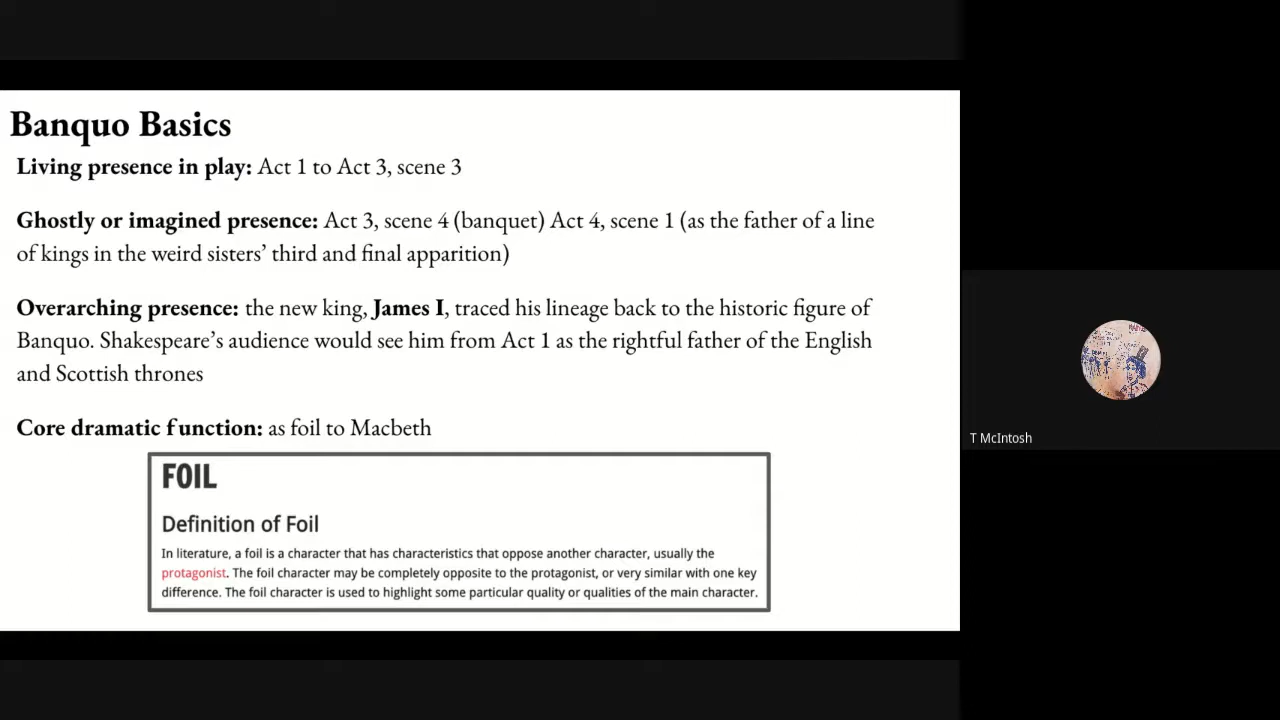 Banquo Basics
Living presence in play: Act 1 to Act 3, scene 3
Ghostly or imagined presence: Act 3, scene 4 (banquet) Act 4, scene 1 (as the father of a line
of kings in the weird sisters’ third and final apparition)
Overarching presence: the new king, James I, traced his lineage back to the historic figure of
Banquo. Shakespeare’s audience would see him from Act 1 as the rightful father of the English
and Scottish thrones
Core dramatic function: as foil to Macbeth
FOIL
Definition of Foil
In literature, a foil is a character that has characteristics that oppose another character, usually the
protagonist. The foil character may be completely opposite to the protagonist, or very similar with one key
difference. The foil character is used to highlight some particular quality or qualities of the main character.
T McIntosh